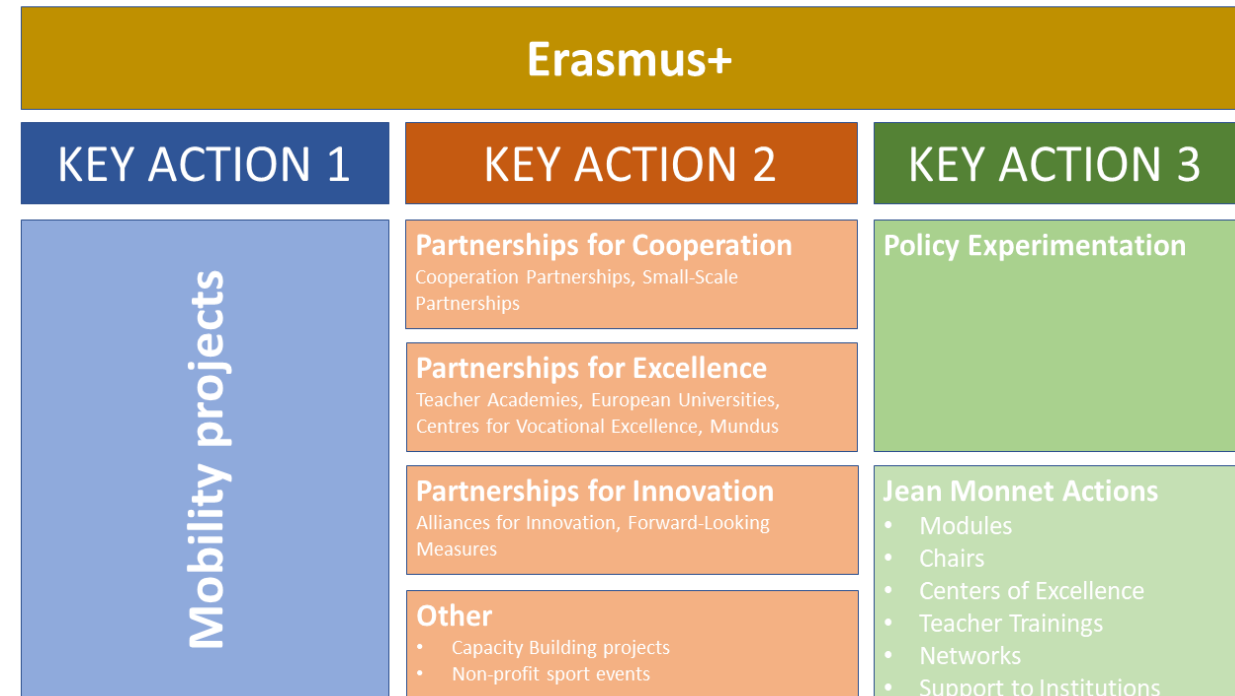 Erasmus+
KEY ACTION 1
KEY ACTION 2
KEY ACTION 3
Mobility projects
Partnerships for Cooperation
Cooperation Partnerships, Small-Scale
Partnerships
Partnerships for Excellence
Teacher Academies, European Universities,
Centres for Vocational Excellence, Mundus
Partnerships for Innovation
Alliances for Innovation, Forward-Looking
Measures
Other
• Capacity Building projects
• Non-profit sport events
Policy Experimentation
Jean Monnet Actions
• Modules
• Chairs
• Centers of Excellence
• Teacher Trainings
• Networks
• Support to Institutions